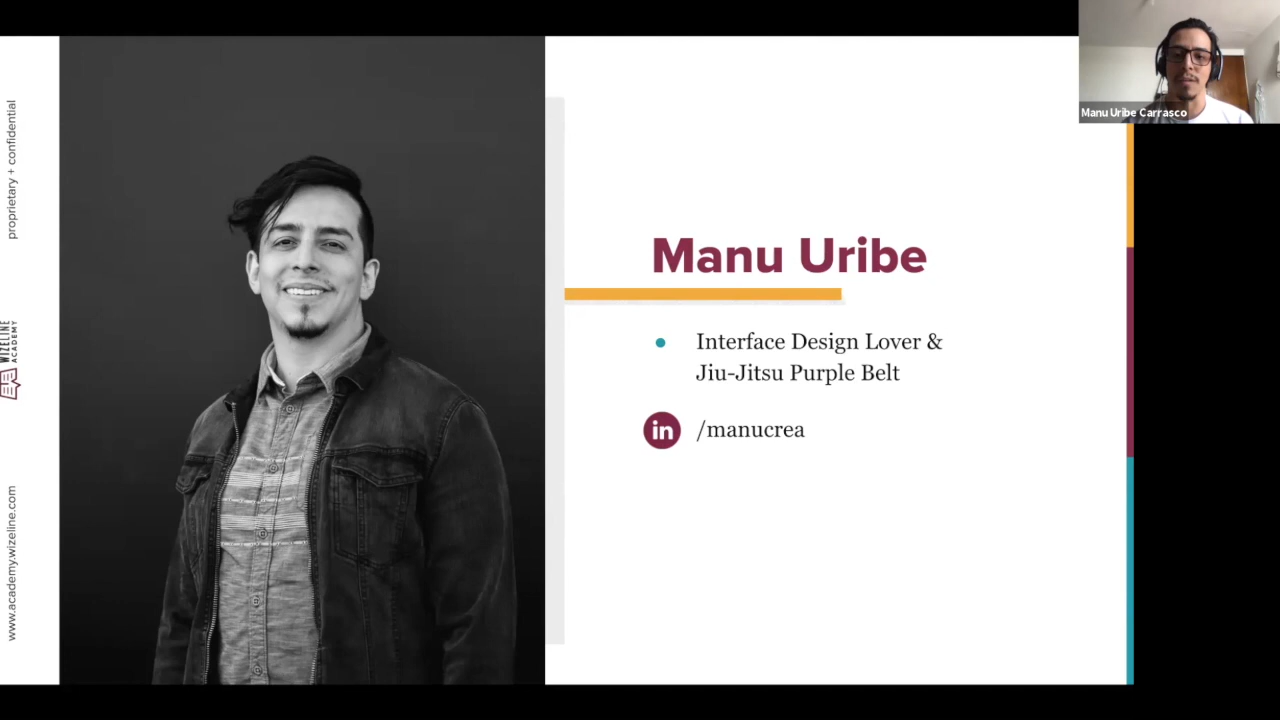 proprietary + confidential
WIZELINE
ACADEMY
www.academy.wizeline.com
Manu Uribe
Interface Design Lover &
Jiu-Jitsu Purple Belt
in
/manucrea
Manu Uribe Carrasco